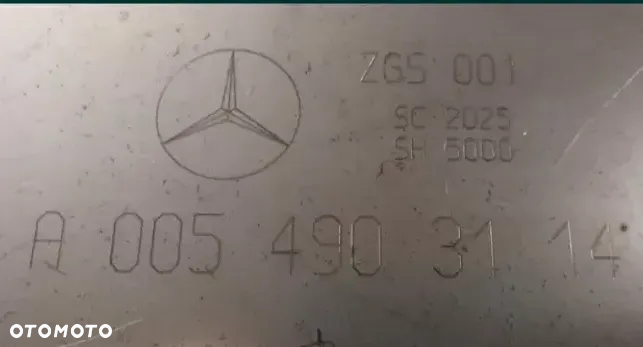 ZGS 001
SC 2025
SH 5000
A 005 490 31 14
OTOMOTO